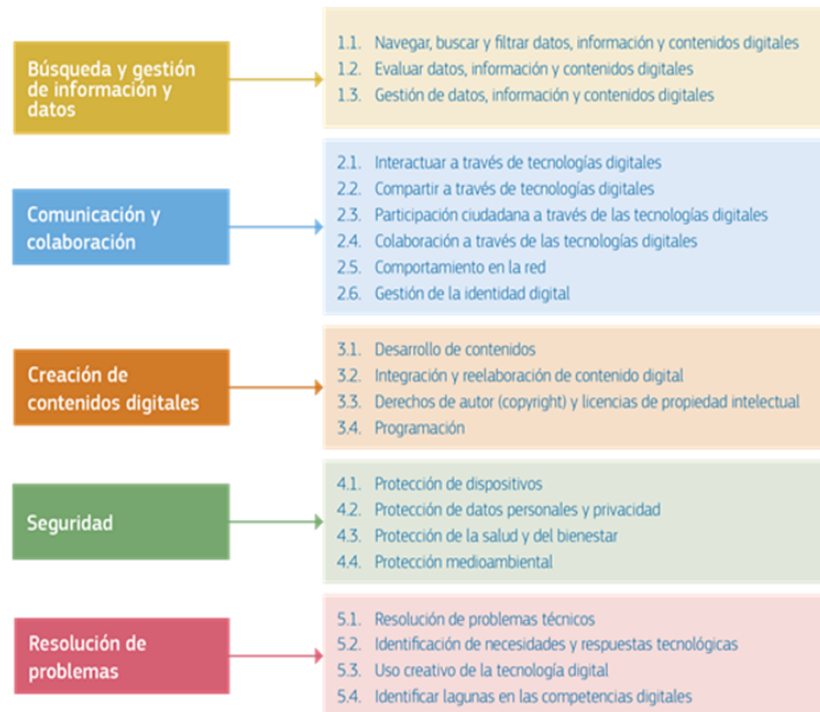 Búsqueda y gestión
de información y
datos
1.1. Navegar, buscar y filtrar datos, información y contenidos digitales
1.2. Evaluar datos, información y contenidos digitales
1.3. Gestión de datos, información y contenidos digitales
Comunicación y
colaboración
2.1. Interactuar a través de tecnologías digitales
2.2. Compartir a través de tecnologías digitales
2.3. Participación ciudadana a través de las tecnologías digitales
2.4. Colaboración a través de las tecnologías digitales
2.5. Comportamiento en la red
2.6. Gestión de la identidad digital
Creación de
contenidos digitales
3.1. Desarrollo de contenidos
3.2. Integración y reelaboración de contenido digital
3.3. Derechos de autor (copyright) y licencias de propiedad intelectual
3.4. Programación
Seguridad
4.1. Protección de dispositivos
4.2. Protección de datos personales y privacidad
4.3. Protección de la salud y del bienestar
4.4. Protección medioambiental
Resolución de
problemas
5.1. Resolución de problemas técnicos
5.2. Identificación de necesidades y respuestas tecnológicas
5.3. Uso creativo de la tecnología digital
5.4. Identificar lagunas en las competencias digitales